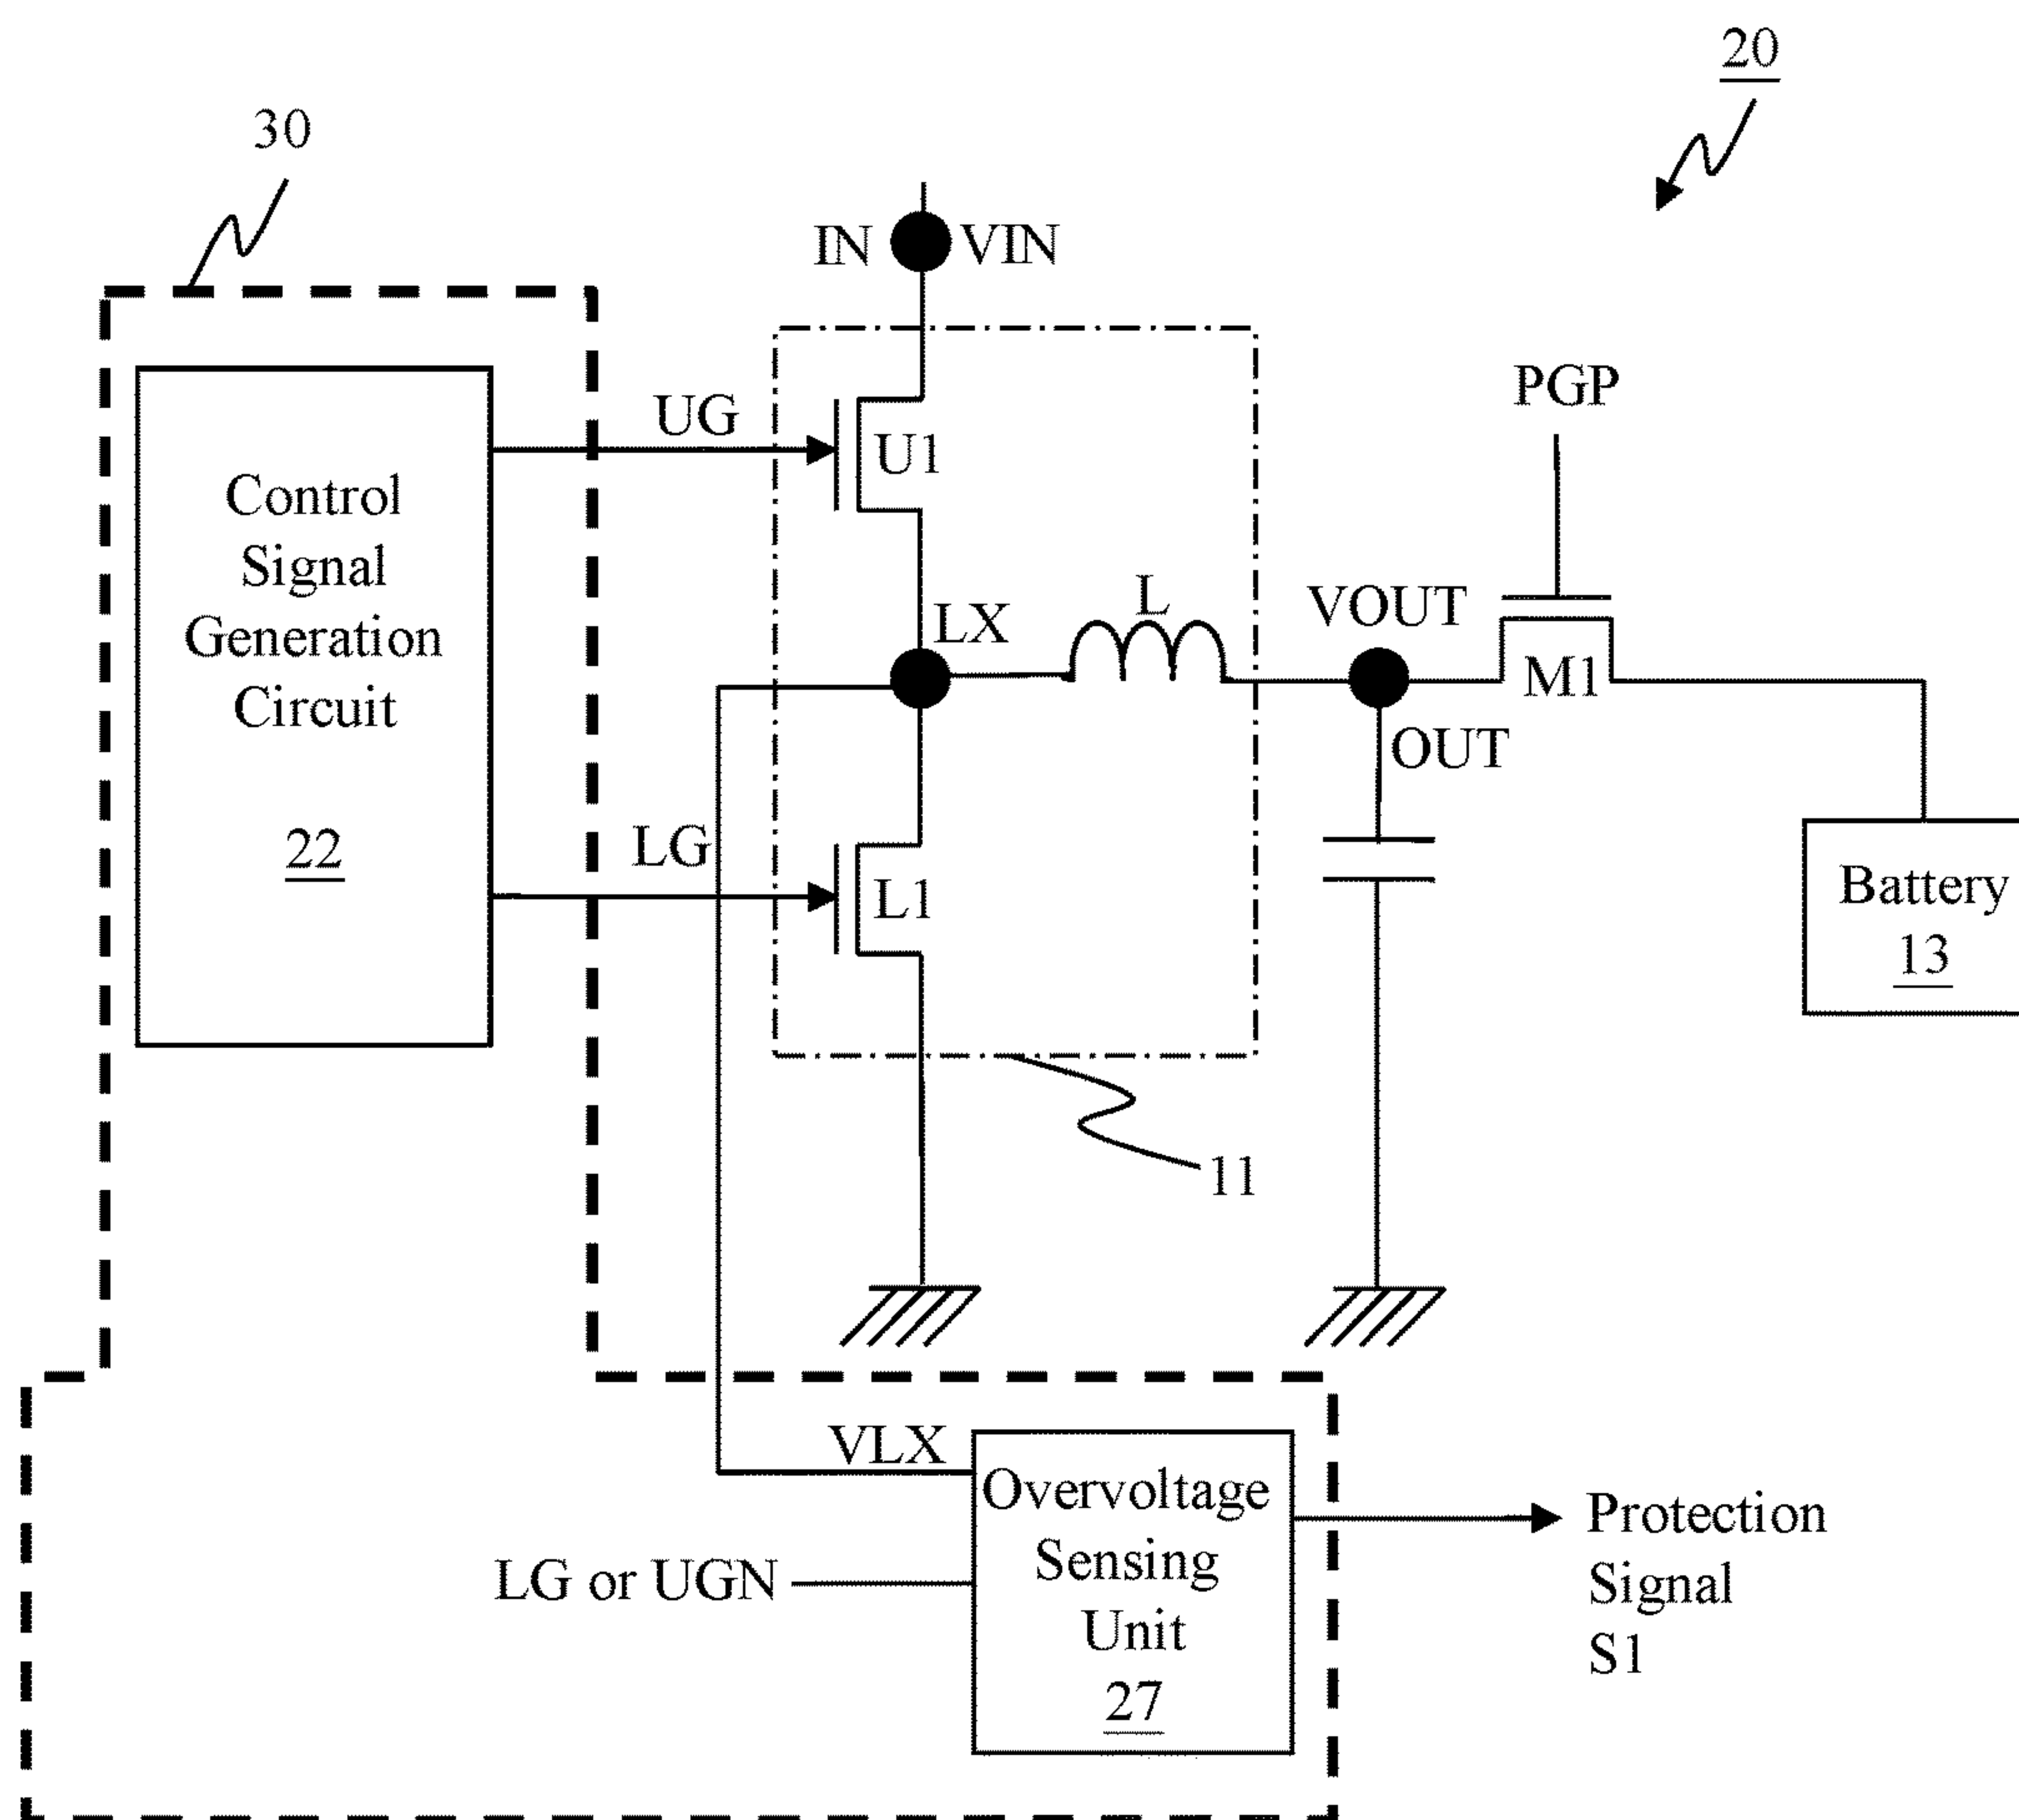 20
30
IN
VIN
PGP
UG
U1
Control
Signal
Generation
Circuit
22
LX
L
VOUT
M1
OUT
LG
L1
Battery
13
11
VLX
Overvoltage
Sensing
Unit
27
LG or UGN
Protection
Signal
S1